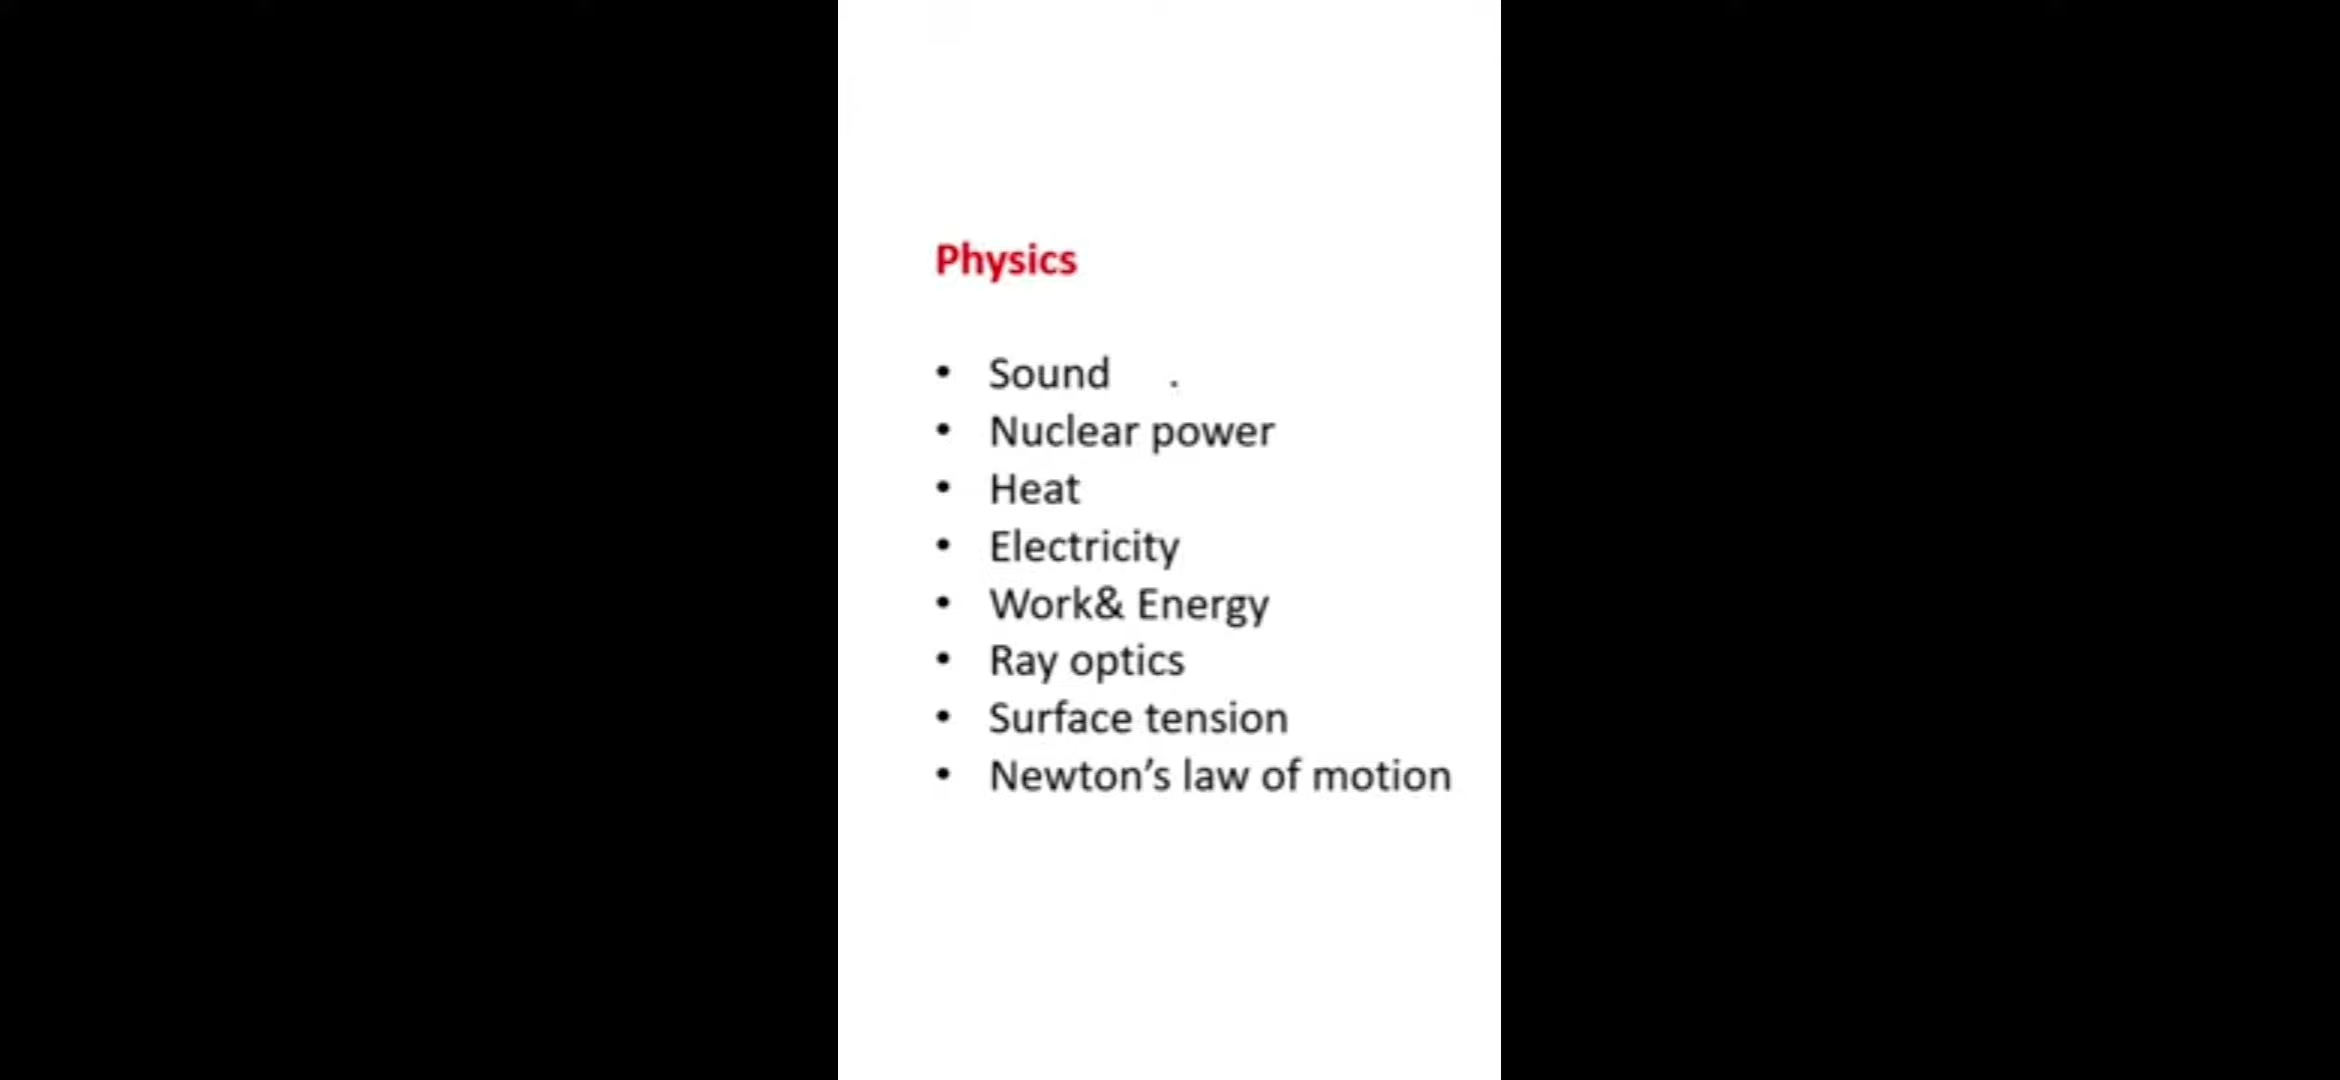 Physics
• Sound .
• Nuclear power
• Heat
• Electricity
• Work& Energy
• Ray optics
• Surface tension
• Newton’s law of motion